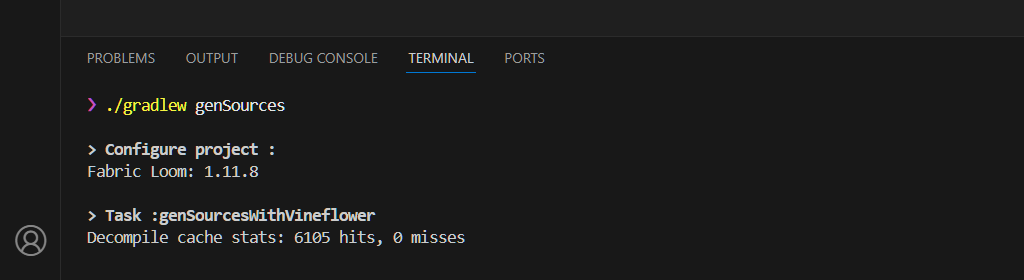 PROBLEMS OUTPUT DEBUG CONSOLE TERMINAL PORTS
❯ ./gradlew genSources
> Configure project :
Fabric Loom: 1.11.8
> Task :genSourcesWithVineflower
Decompile cache stats: 6105 hits, 0 misses